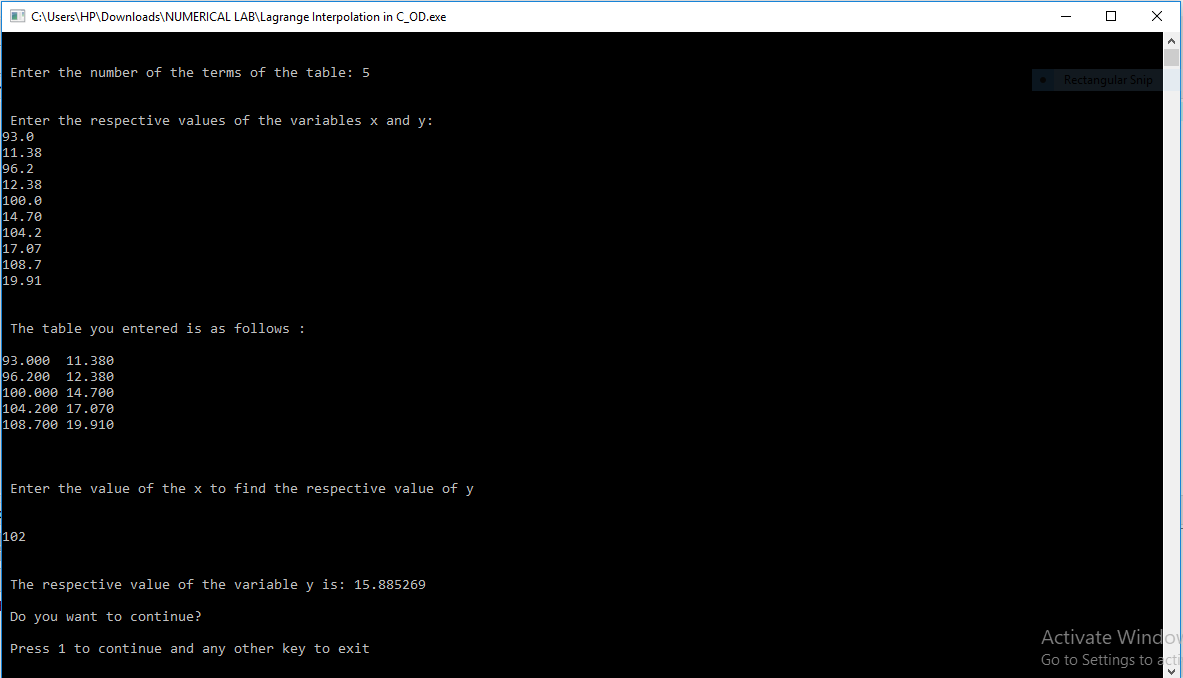 C:\Users\HP\Downloads\NUMERICAL LAB\Lagrange Interpolation in C_OD.exe
Enter the number of the terms of the table: 5
Rectangular Snip
Enter the respective values of the variables x and y:
93.0
11.38
96.2
12.38
100.0
14.70
104.2
17.07
108.7
19.91
The table you entered is as follows :
93.000 11.380
96.200 12.380
100.000 14.700
104.200 17.070
108.700 19.910
Enter the value of the x to find the respective value of y
102
The respective value of the variable y is: 15.885269
Do you want to continue?
Press 1 to continue and any other key to exit
Activate Window
Go to Settings to acti